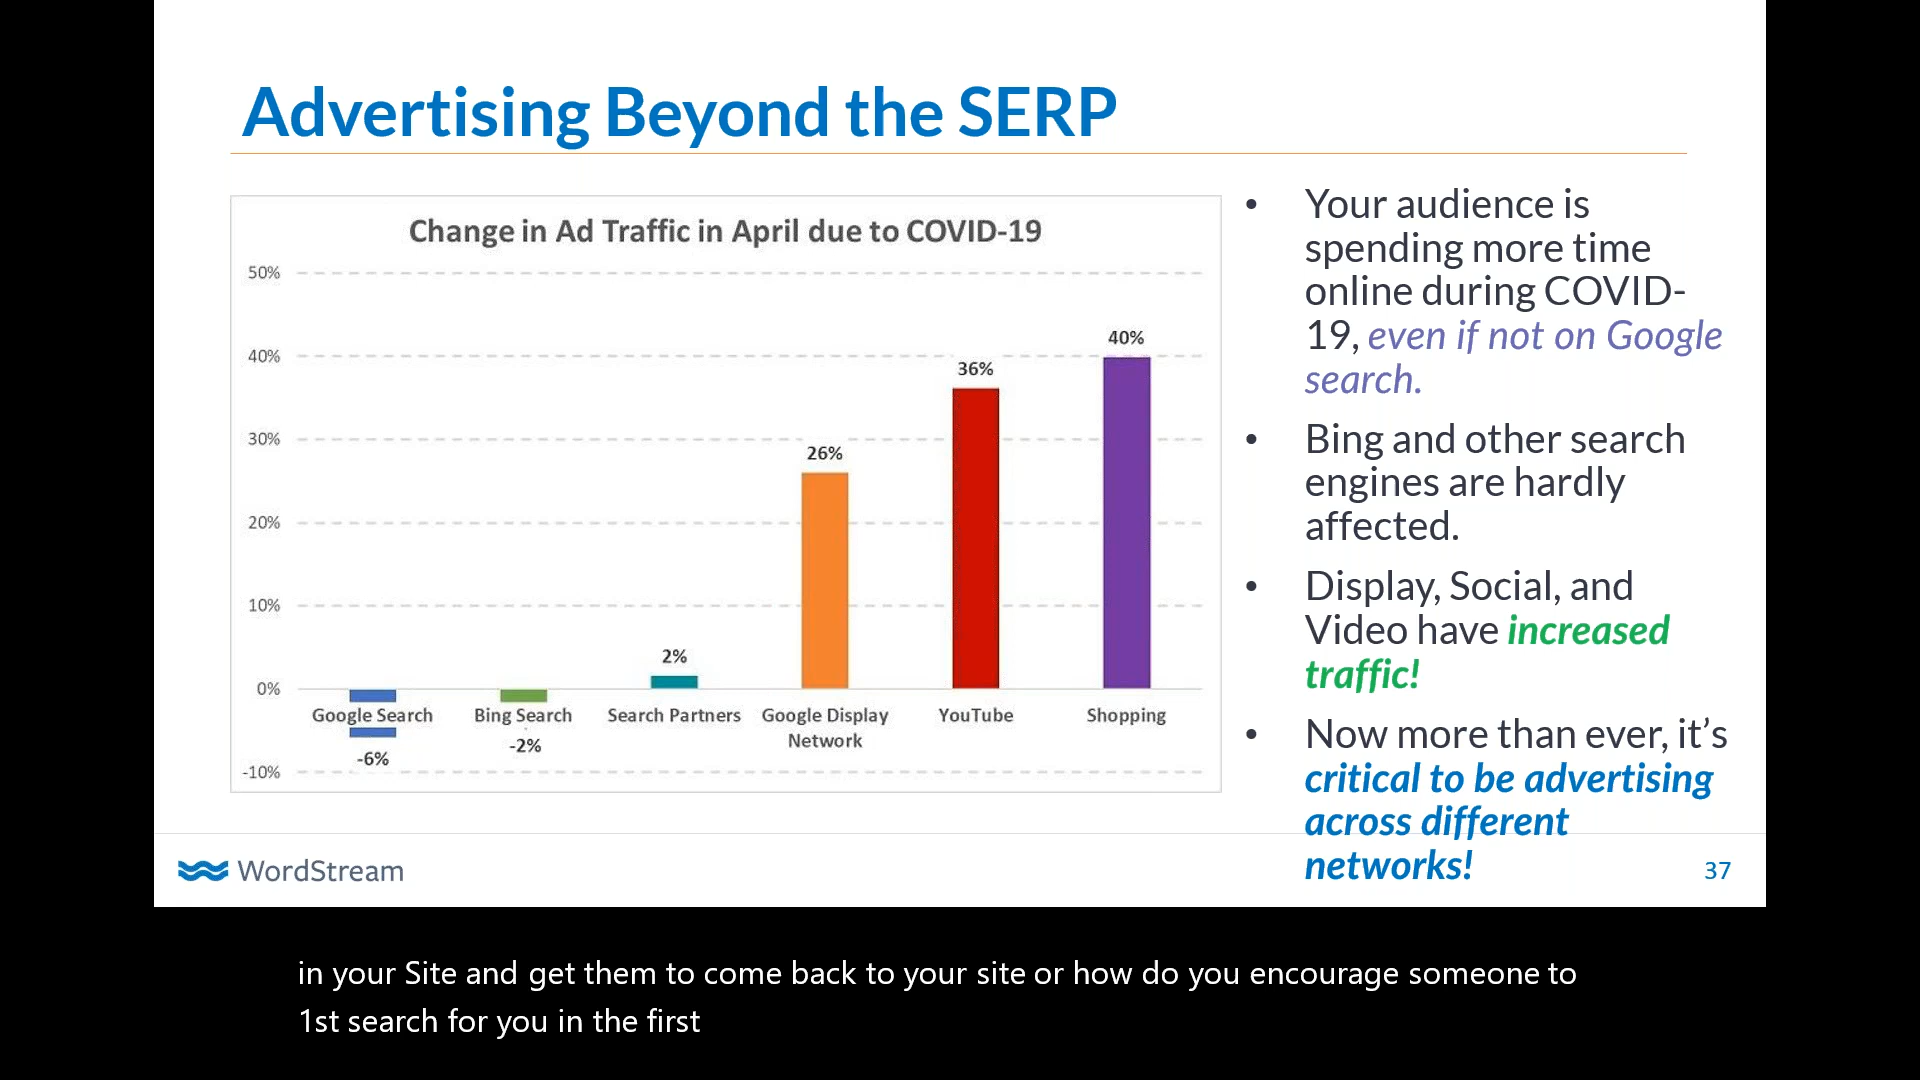 Advertising Beyond the SERP
Change in Ad Traffic in April due to COVID-19
50%
40%
30%
20%
10%
0%
-10%
-6%
-2%
2%
26%
36%
40%
Google Search
Bing Search
Search Partners
Google Display
Network
YouTube
Shopping
• Your audience is
spending more time
online during COVID-
19, even if not on Google
search.
• Bing and other search
engines are hardly
affected.
• Display, Social, and
Video have increased
traffic!
• Now more than ever, it’s
critical to be advertising
across different
networks!
WordStream
37
in your Site and get them to come back to your site or how do you encourage someone to
1st search for you in the first